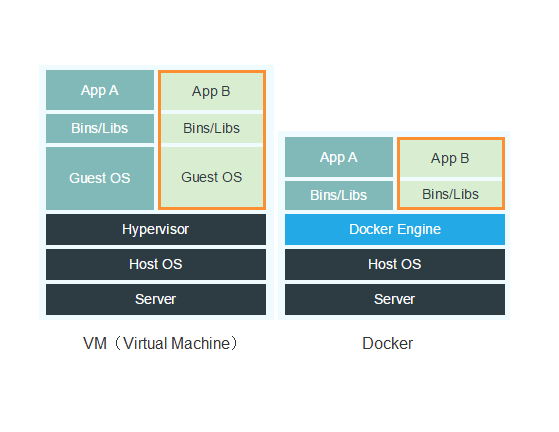 App A
App B
Bins/Libs
Bins/Libs
Guest OS
Guest OS
Hypervisor
Host OS
Server
VM（Virtual Machine）
App A
App B
Bins/Libs
Bins/Libs
Docker Engine
Host OS
Server
Docker